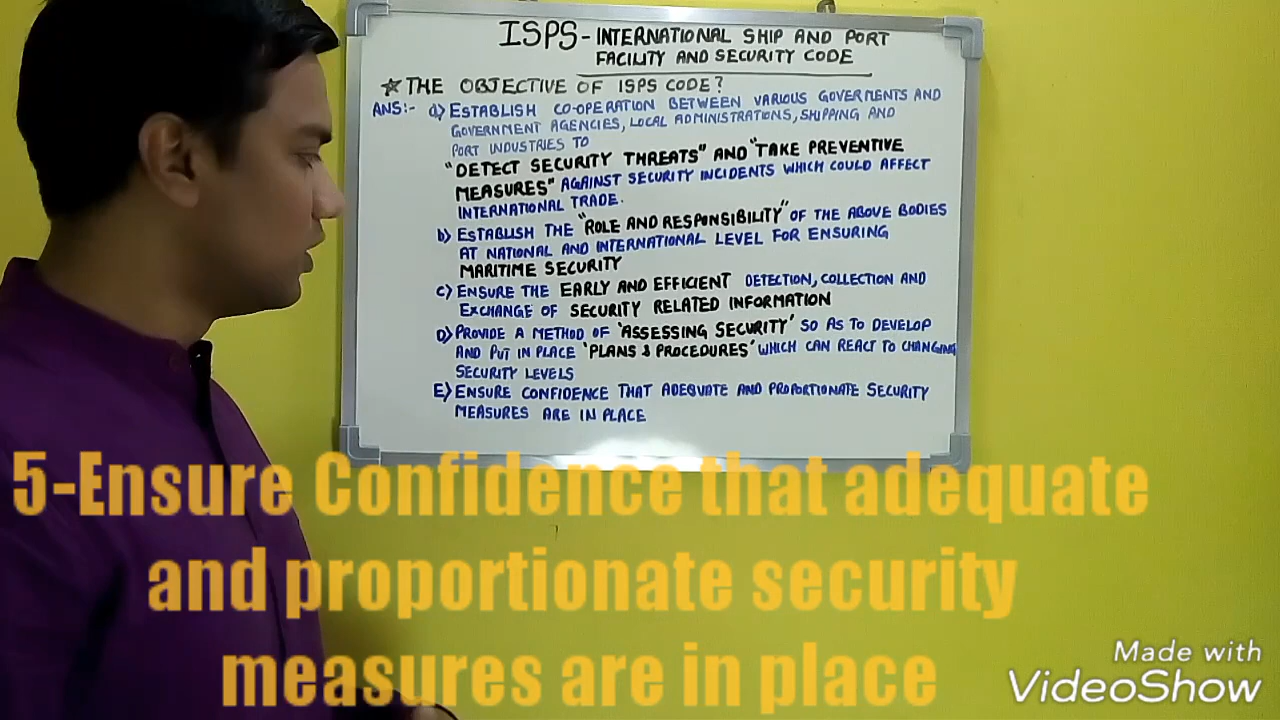 ISPS- INTERNATIONAL SHIP AND PORT
FACILITY AND SECURITY CODE
☆ THE OBJECTIVE OF ISPS CODE?
ANS:- a) ESTABLISH CO-OPERATION BETWEEN VARIOUS GOVERMENTS AND
GOVERNMENT AGENCIES, LOCAL ADMINISTRATIONS, SHIPPING AND
PORT INDUSTRIES TO
"DETECT SECURITY THREATS" AND "TAKE PREVENTIVE
MEASURES" AGAINST SECURITY INCIDENTS WHICH COULD AFFECT
INTERNATIONAL TRADE.
b) ESTABLISH THE "ROLE AND RESPONSIBILITY" OF THE ABOVE BODIES
AT NATIONAL AND INTERNATIONAL LEVEL FOR ENSURING
MARITIME SECURITY
C) ENSURE THE EARLY AND EFFICIENT DETECTION, COLLECTION AND
EXCHANGE OF SECURITY RELATED INFORMATION
D) PROVIDE A METHOD OF 'ASSESSING SECURITY' SO AS TO DEVELOP
AND PUT IN PLACE 'PLANS & PROCEDURES' WHICH CAN REACT TO CHANGING
SECURITY LEVELS
E) ENSURE CONFIDENCE THAT ADEQUATE AND PROPORTIONATE SECURITY
MEASURES ARE IN PLACE
5-Ensure Confidence that adequate
and proportionate security
measures are in place
Made with
VideoShow